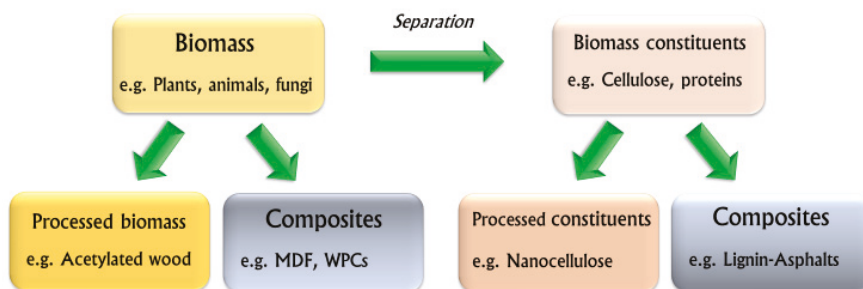 Separation
Biomass
e.g. Plants, animals, fungi
Biomass constituents
e.g. Cellulose, proteins
Processed biomass
e.g. Acetylated wood
Composites
e.g. MDF, WPCs
Processed constituents
e.g. Nanocellulose
Composites
e.g. Lignin-Asphalts